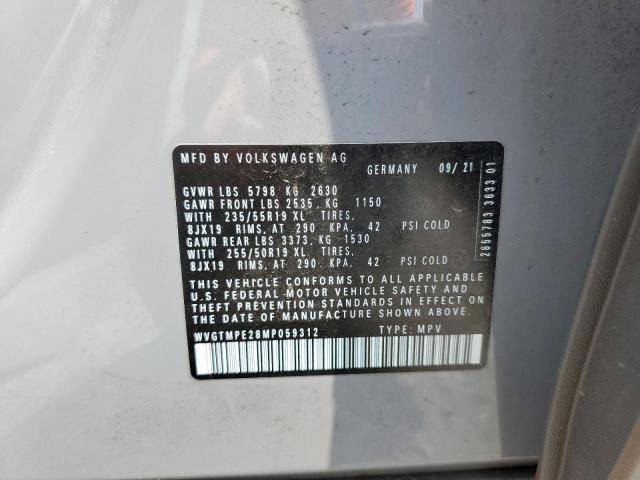 MFD BY VOLKSWAGEN AG
GERMANY 09/21
GVWR LBS 5798 KG 2630
GAWR FRONT LBS 2535, KG 1150
WITH 235/55R19 XL TIRES,
8JX19 RIMS, AT 290 KPA, 42 PSI COLD
GAWR REAR LBS 3373, KG 1530
WITH 255/50R19 XL TIRES,
8JX19 RIMS, AT 290 KPA, 42 PSI COLD
THIS VEHICLE CONFORMS TO ALL APPLICABLE
U.S. FEDERAL MOTOR VEHICLE SAFETY AND
THEFT PREVENTION STANDARDS IN EFFECT ON
THE DATE OF MANUFACTURE SHOWN ABOVE.
WVGTMPE28MP059312 TYPE: MPV
2855783 3633 01